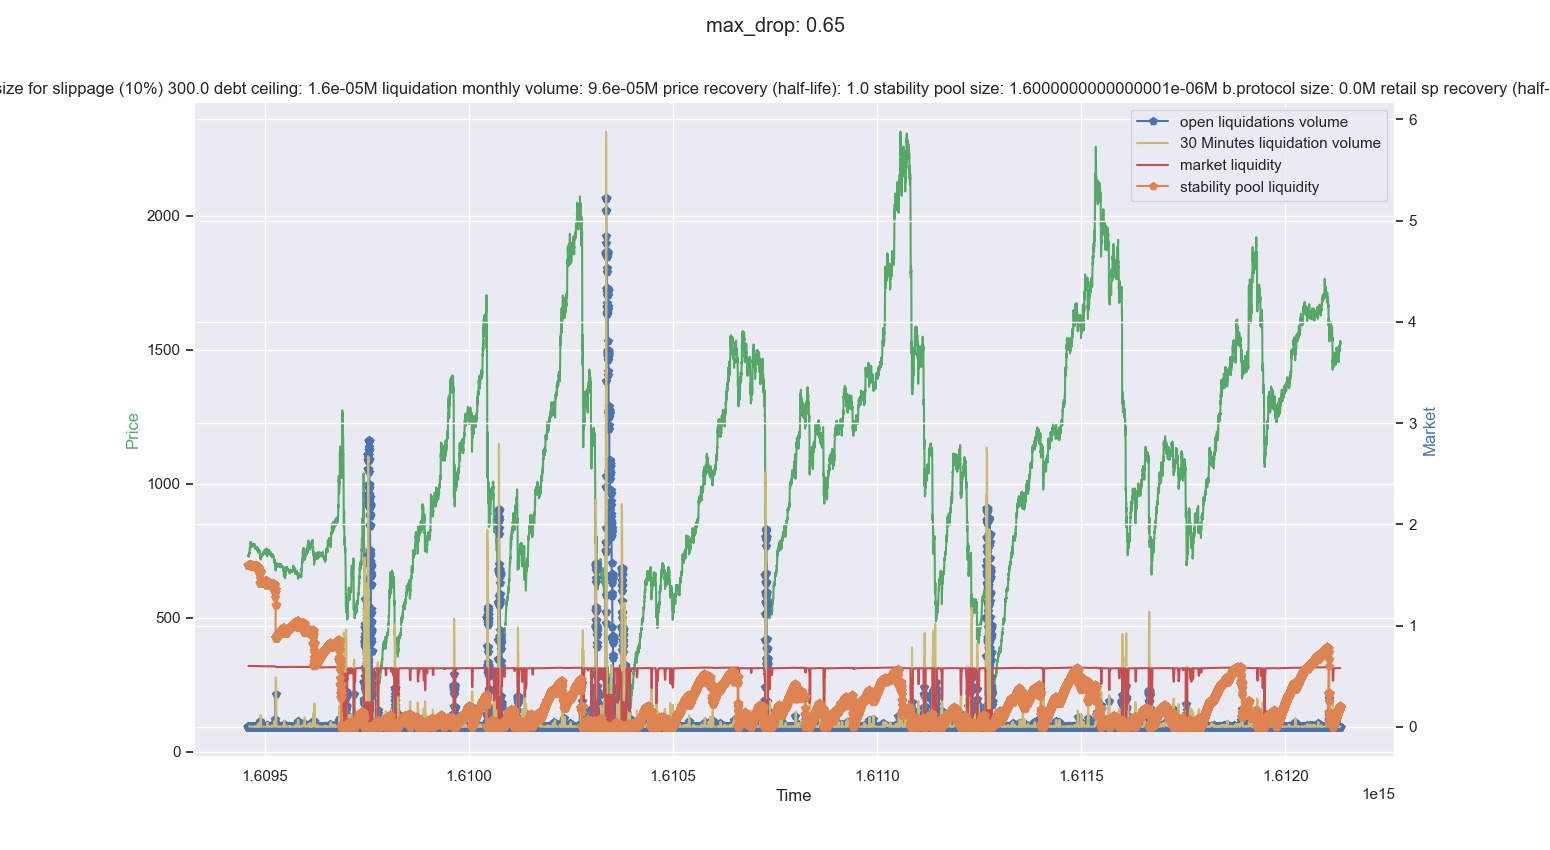 max_drop: 0.65
size for slippage (10%) 300.0 debt ceiling: 1.6e-05M liquidation monthly volume: 9.6e-05M price recovery (half-life): 1.0 stability pool size: 1.6000000000000001e-06M b.protocol size: 0.0M retail sp recovery (half-
open liquidations volume
30 Minutes liquidation volume
market liquidity
stability pool liquidity
2000
1500
1000
500
0
Price
6
5
4
3
2
1
0
Market
1.6095 1.6100 1.6105 1.6110 1.6115 1.6120
Time
1e15